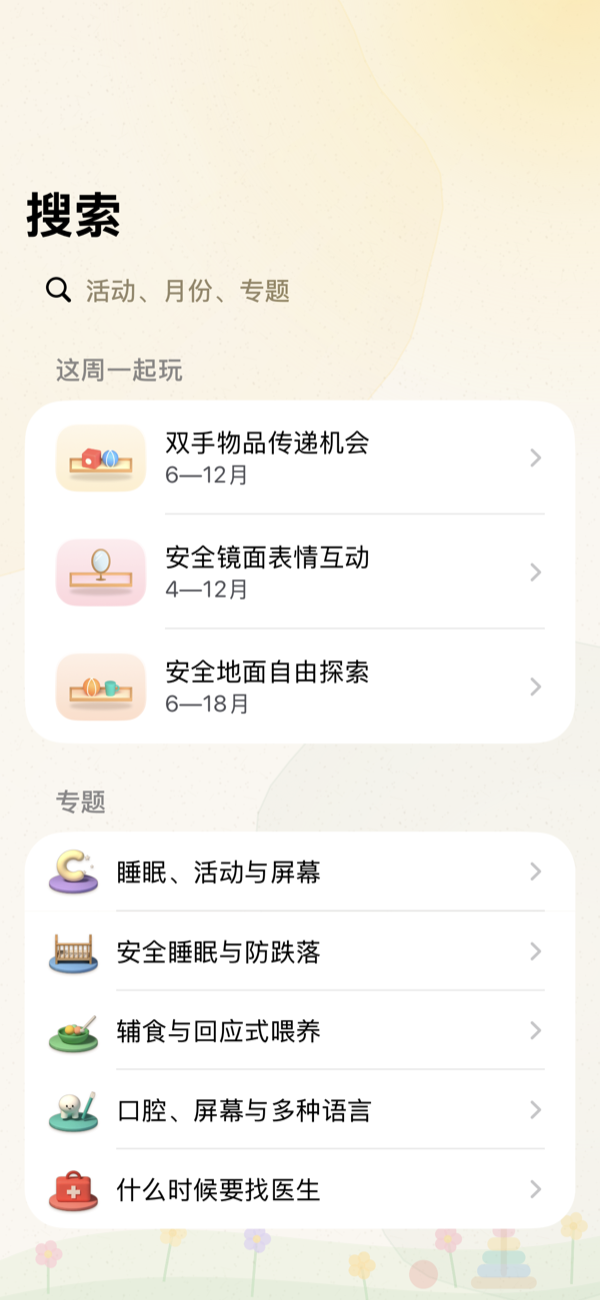 搜索
活动、月份、专题
这周一起玩
双手物品传递机会
6—12月
安全镜面表情互动
4—12月
安全地面自由探索
6—18月
专题
睡眠、活动与屏幕
安全睡眠与防跌落
辅食与回应式喂养
口腔、屏幕与多种语言
什么时候要找医生